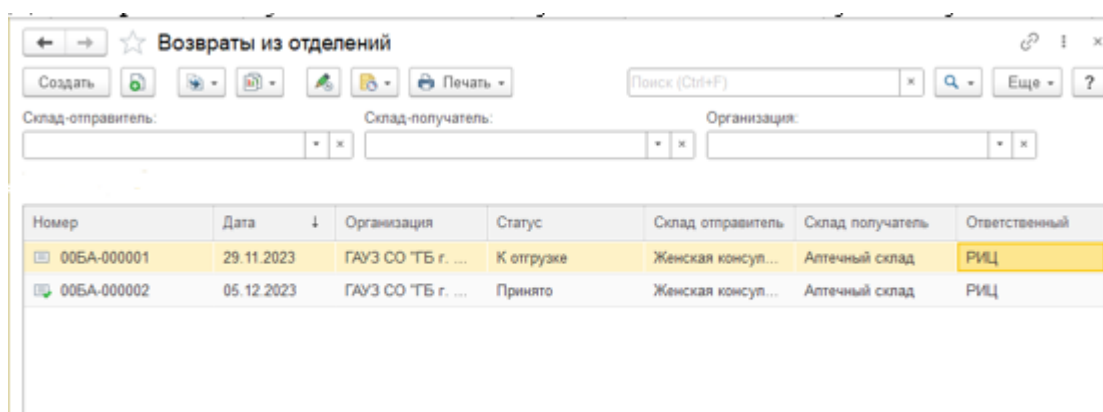 Возвраты из отделений
Создать Печать Поиск (Ctrl+F) × Еще ?
Склад-отправитель: Склад-получатель: Организация:
Номер Дата ↓ Организация Статус Склад отправитель Склад получатель Ответственный
00БА-000001 29.11.2023 ГАУЗ СО "ГБ г. ... К отгрузке Женская консул... Аптечный склад РИЦ
00БА-000002 05.12.2023 ГАУЗ СО "ГБ г. ... Принято Женская консул... Аптечный склад РИЦ